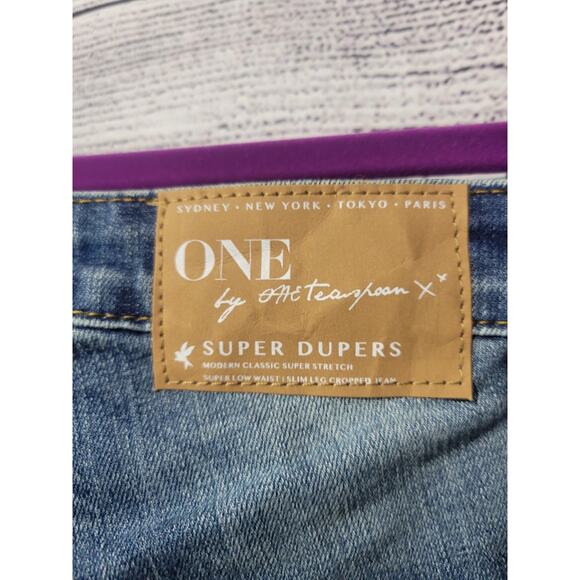 SYDNEY • NEW YORK • TOKYO • PARIS
ONE
by ONE teaspoon xx
SUPER DUPERS
MODERN CLASSIC SUPER STRETCH
SUPER LOW WAIST | SLIM LEG CROPPED JEAN